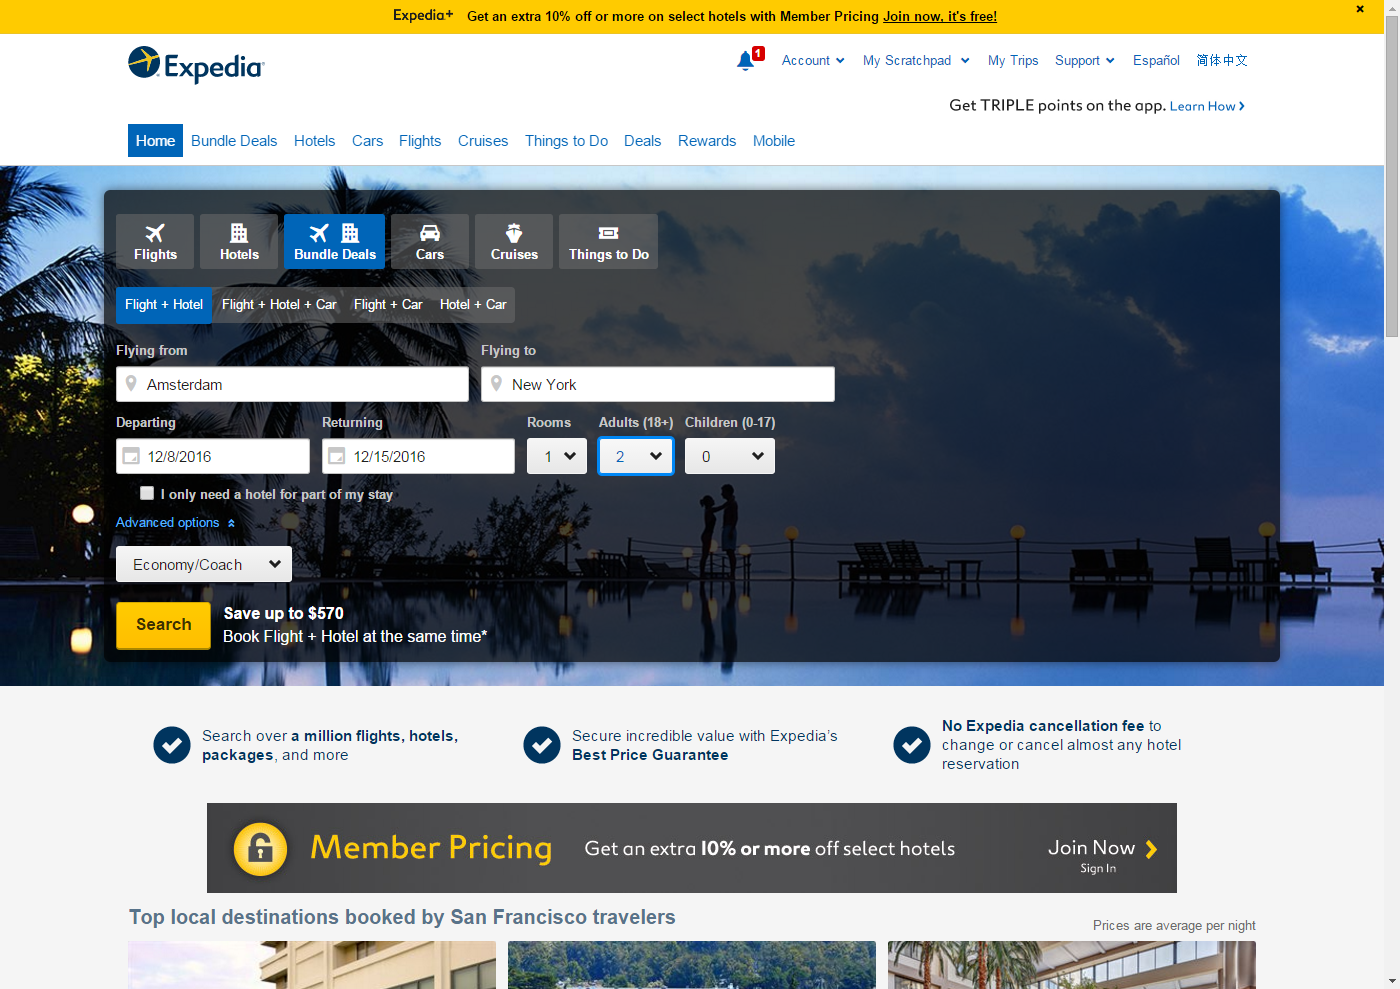 Expedia+ Get an extra 10% off or more on select hotels with Member Pricing Join now, it's free!
Expedia
1 Account My Scratchpad My Trips Support Español 简体中文
Get TRIPLE points on the app. Learn How
Home Bundle Deals Hotels Cars Flights Cruises Things to Do Deals Rewards Mobile
Flights Hotels Bundle Deals Cars Cruises Things to Do
Flight + Hotel Flight + Hotel + Car Flight + Car Hotel + Car
Flying from Flying to
Amsterdam New York
Departing Returning Rooms Adults (18+) Children (0-17)
12/8/2016 12/15/2016 1 2 0
I only need a hotel for part of my stay
Advanced options
Economy/Coach
Search
Save up to $570
Book Flight + Hotel at the same time*
Search over a million flights, hotels,
packages, and more
Secure incredible value with Expedia's
Best Price Guarantee
No Expedia cancellation fee to
change or cancel almost any hotel
reservation
Member Pricing Get an extra 10% or more off select hotels Join Now
Sign In
Top local destinations booked by San Francisco travelers
Prices are average per night